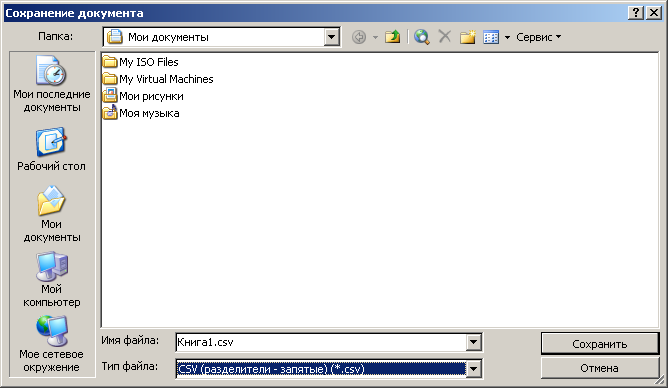 Сохранение документа
Папка:
Мои документы
Сервис
Мои последние
документы
Рабочий стол
Мои
документы
Мой
компьютер
Мое сетевое
окружение
My ISO Files
My Virtual Machines
Мои рисунки
Моя музыка
Имя файла:
Книга1.csv
Сохранить
Тип файла:
CSV (разделители - запятые) (*.csv)
Отмена